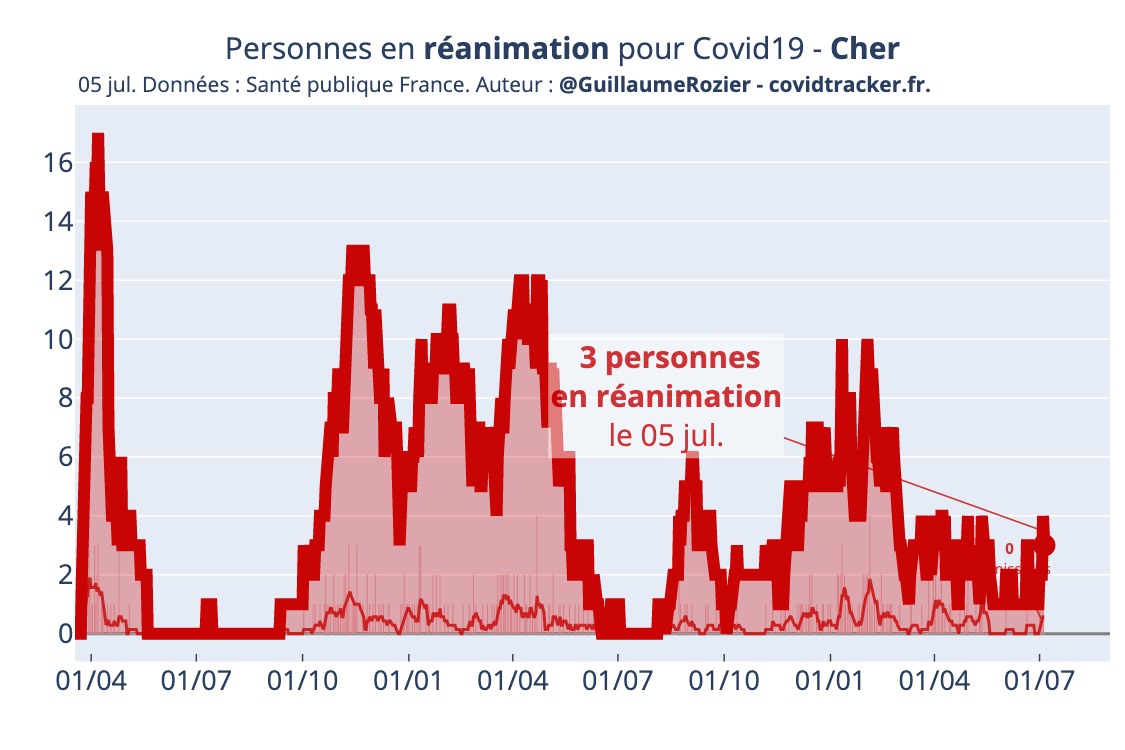 Personnes en réanimation pour Covid19 - Cher
05 jul. Données : Santé publique France. Auteur : @GuillaumeRozier - covidtracker.fr.
16
14
12
10
8
6
4
2
0
3 personnes
en réanimation
le 05 jul.
0
01/04 01/07 01/10 01/01 01/04 01/07 01/10 01/01 01/04 01/07